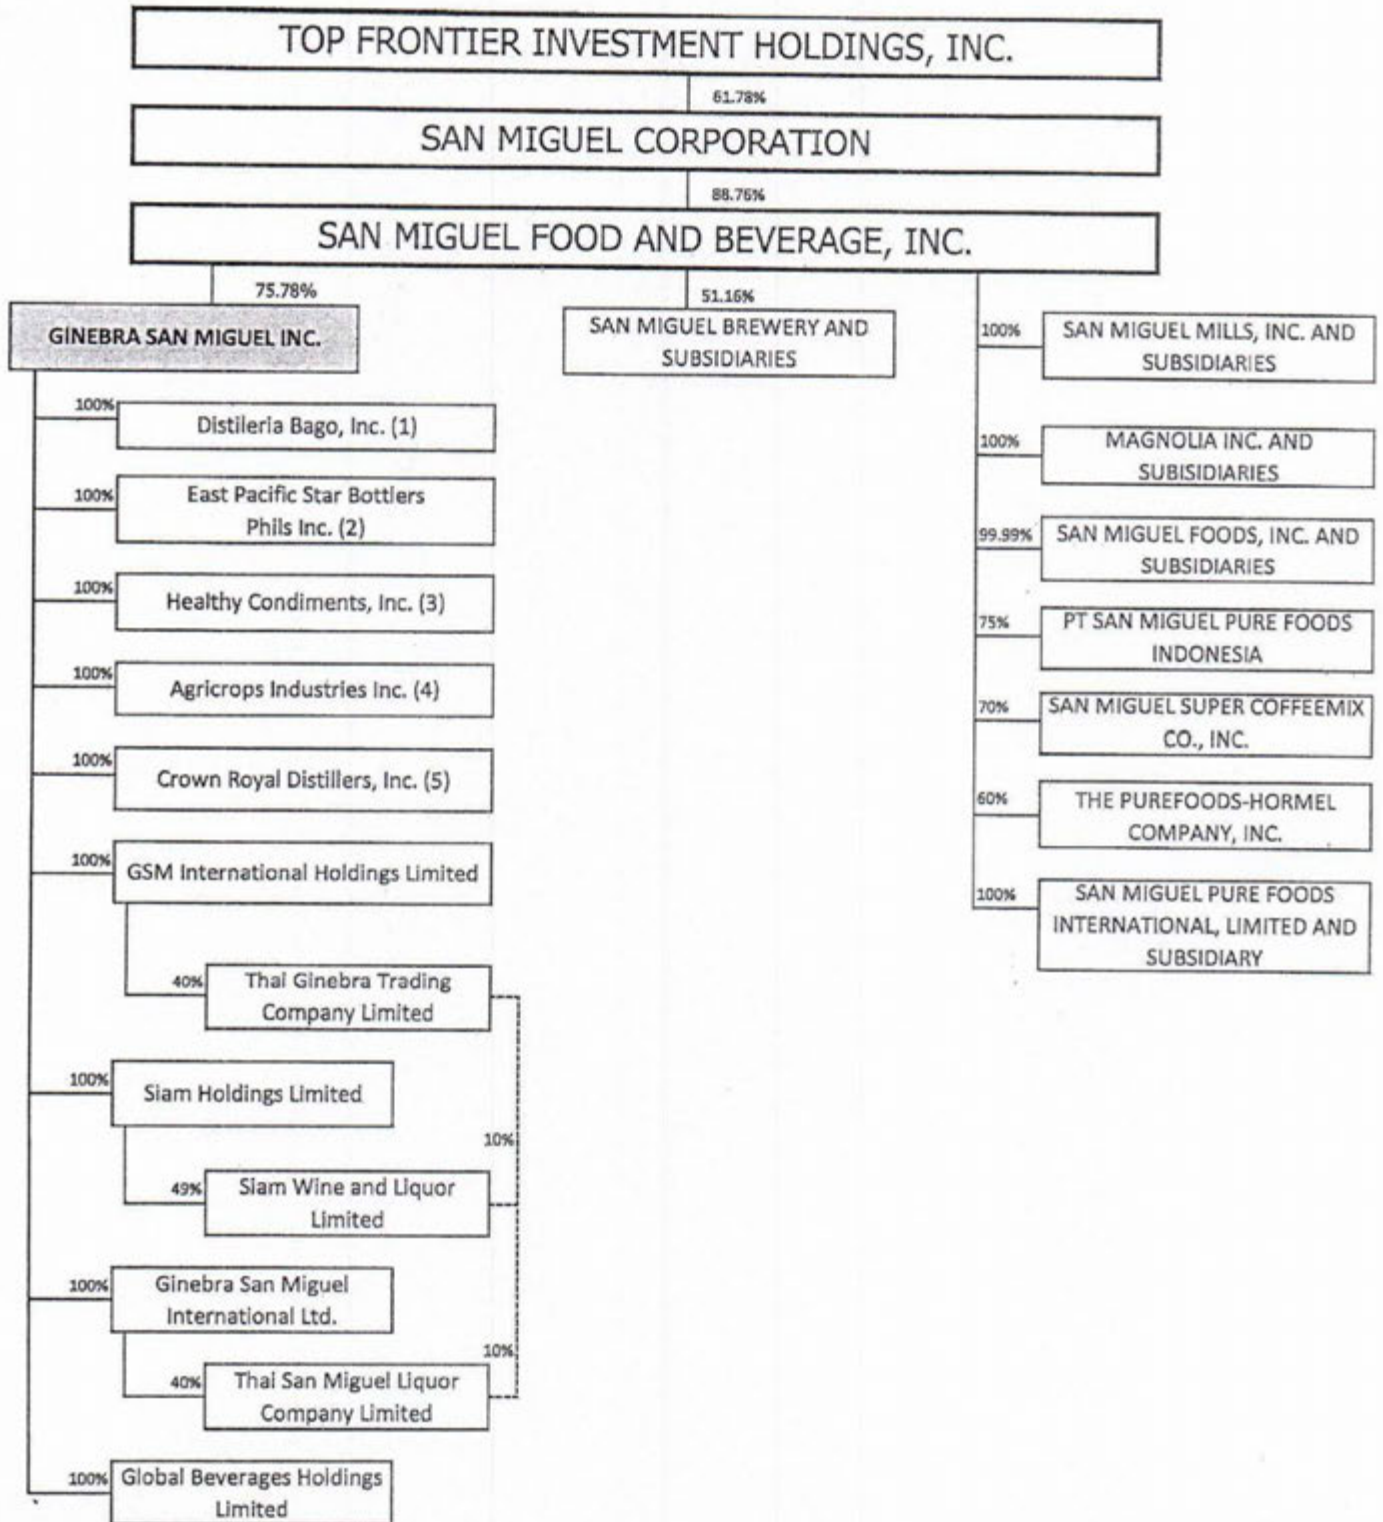 TOP FRONTIER INVESTMENT HOLDINGS, INC.
61.78%
SAN MIGUEL CORPORATION
88.76%
SAN MIGUEL FOOD AND BEVERAGE, INC.
75.78%
GINEBRA SAN MIGUEL INC.
100%
Distileria Bago, Inc. (1)
100%
East Pacific Star Bottlers
Phils Inc. (2)
100%
Healthy Condiments, Inc. (3)
100%
Agricrops Industries Inc. (4)
100%
Crown Royal Distillers, Inc. (5)
100%
GSM International Holdings Limited
40%
Thai Ginebra Trading
Company Limited
100%
Siam Holdings Limited
10%
49%
Siam Wine and Liquor
Limited
100%
Ginebra San Miguel
International Ltd.
10%
40%
Thai San Miguel Liquor
Company Limited
100%
Global Beverages Holdings
Limited
51.16%
SAN MIGUEL BREWERY AND
SUBSIDIARIES
100%
SAN MIGUEL MILLS, INC. AND
SUBSIDIARIES
100%
MAGNOLIA INC. AND
SUBISIDIARIES
99.99%
SAN MIGUEL FOODS, INC. AND
SUBSIDIARIES
75%
PT SAN MIGUEL PURE FOODS
INDONESIA
70%
SAN MIGUEL SUPER COFFEEMIX
CO., INC.
60%
THE PUREFOODS-HORMEL
COMPANY, INC.
100%
SAN MIGUEL PURE FOODS
INTERNATIONAL, LIMITED AND
SUBSIDIARY